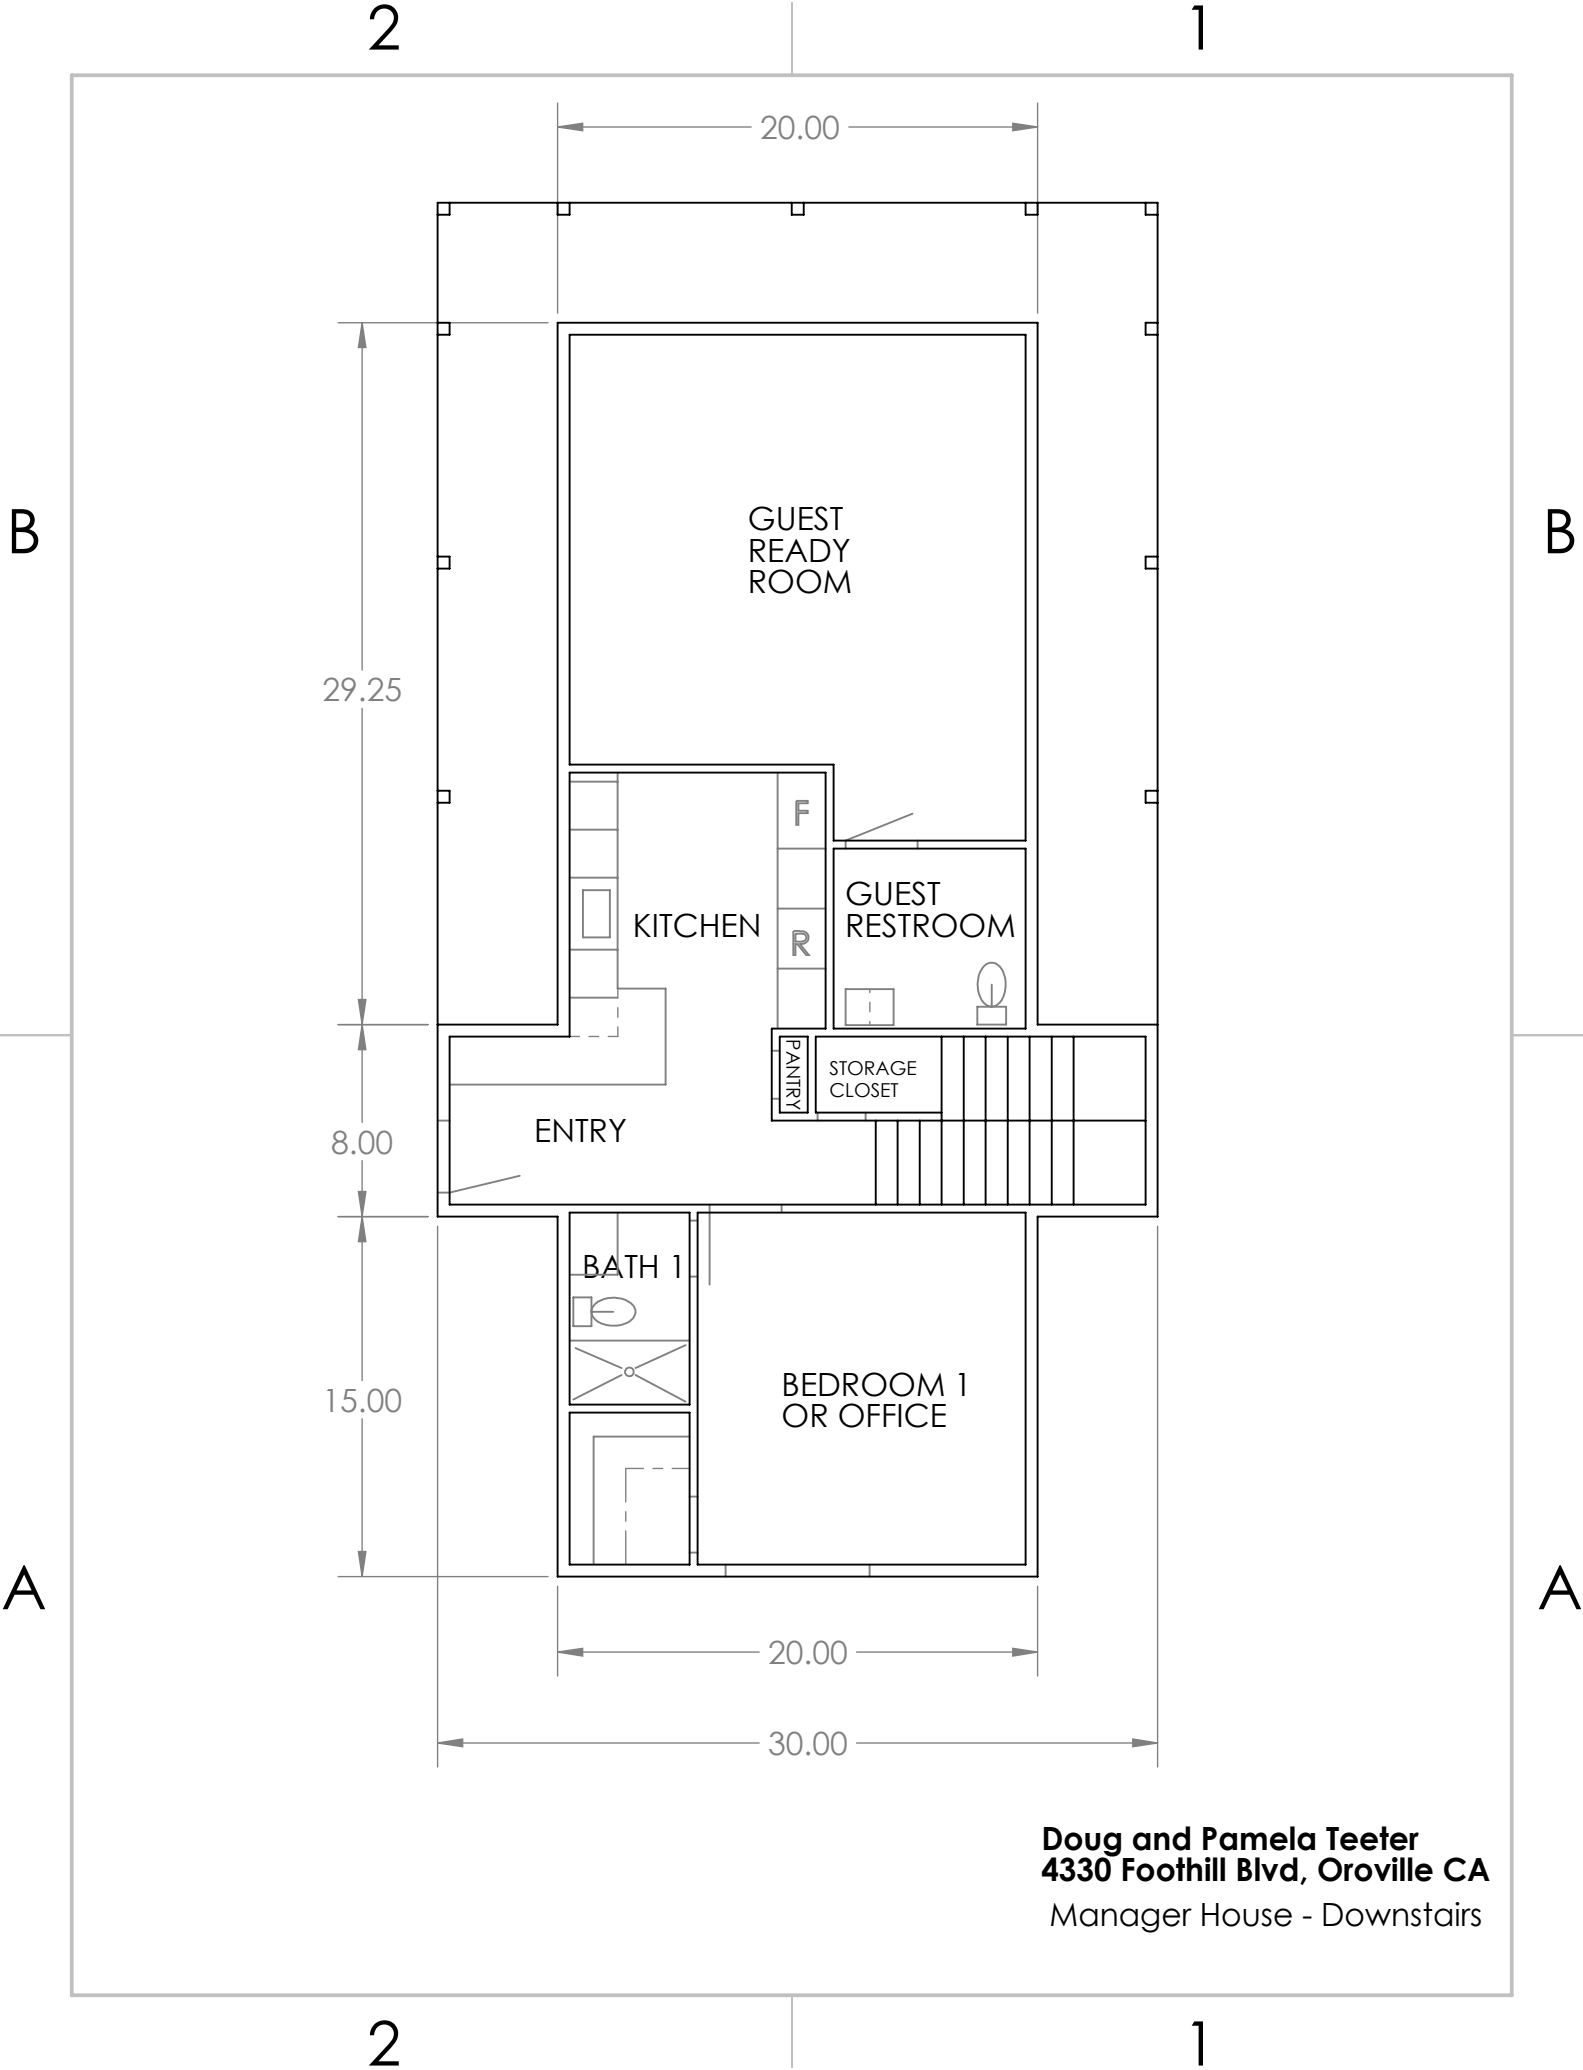 2
1
20.00
B
B
GUEST
READY
ROOM
29.25
F
KITCHEN
R
GUEST
RESTROOM
PANTRY
STORAGE
CLOSET
ENTRY
8.00
BATH 1
15.00
BEDROOM 1
OR OFFICE
A
A
20.00
30.00
Doug and Pamela Teeter
4330 Foothill Blvd, Oroville CA
Manager House - Downstairs
2
1